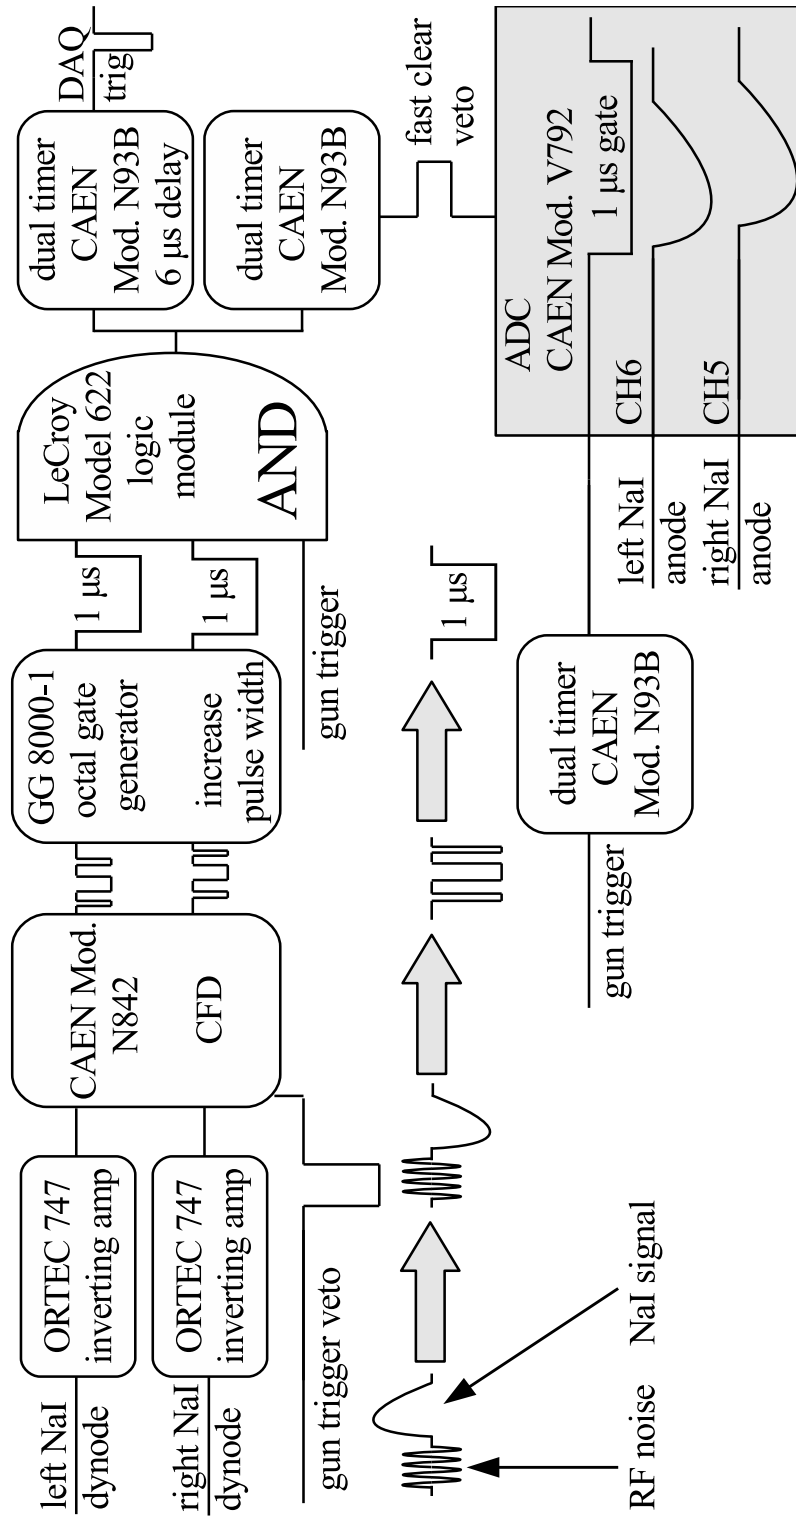 left NaI
dynode
right NaI
dynode
ORTEC 747
inverting amp
ORTEC 747
inverting amp
gun trigger veto
CAEN Mod.
N842
CFD
GG 8000-1
octal gate
generator
increase
pulse width
1 μs
1 μs
gun trigger
LeCroy
Model 622
logic
module
AND
dual timer
CAEN
Mod. N93B
6 μs delay
DAQ
trig
dual timer
CAEN
Mod. N93B
fast clear
veto
RF noise
NaI signal
1 μs
gun trigger
dual timer
CAEN
Mod. N93B
ADC
CAEN Mod. V792
1 μs gate
left NaI
anode
CH6
right NaI
anode
CH5